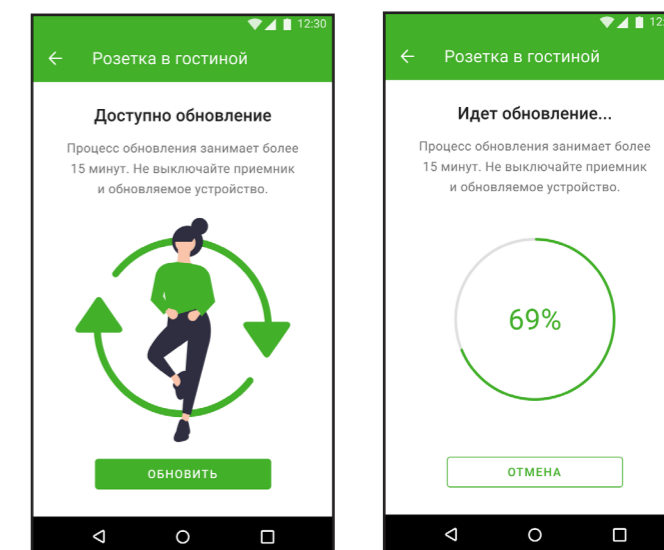 12:30
Розетка в гостиной
Доступно обновление
Процесс обновления занимает более
15 минут. Не выключайте приемник
и обновляемое устройство.
ОБНОВИТЬ
12:
Розетка в гостиной
Идет обновление...
Процесс обновления занимает более
15 минут. Не выключайте приемник
и обновляемое устройство.
69%
ОТМЕНА